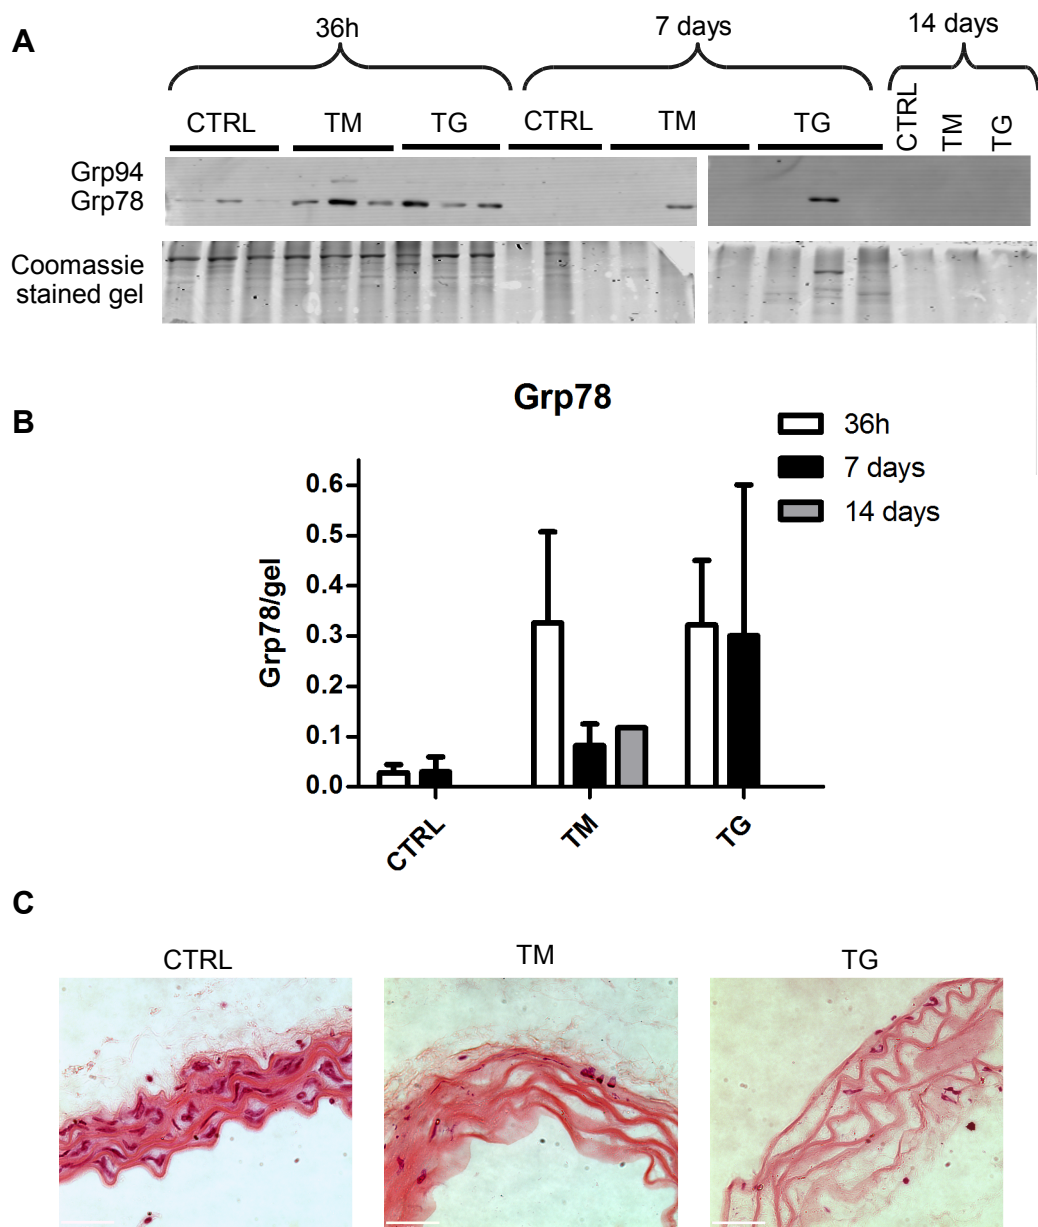 A
36h 7 days 14 days
CTRL TM TG CTRL TM TG CTRL TM TG
Grp94
Grp78
Coomassie
stained gel
B
Grp78
36h
7 days
14 days
Grp78/gel
0.6
0.5
0.4
0.3
0.2
0.1
0.0
CTRL TM TG
C
CTRL TM TG